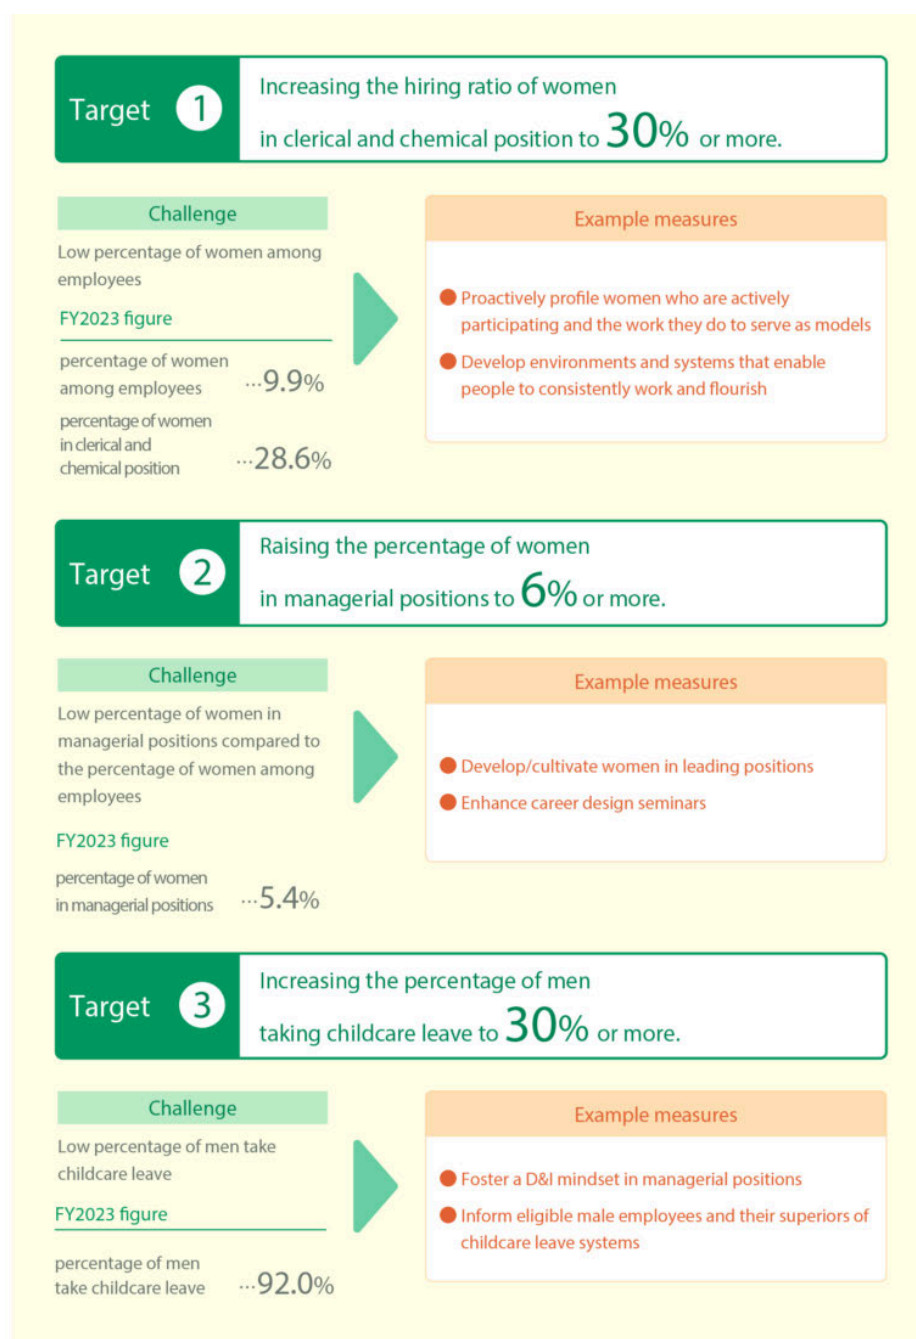 Target 1
Increasing the hiring ratio of women
in clerical and chemical position to 30% or more.
Challenge
Low percentage of women among
employees
FY2023 figure
percentage of women
among employees …9.9%
percentage of women
in clerical and
chemical position …28.6%
Example measures
● Proactively profile women who are actively
participating and the work they do to serve as models
● Develop environments and systems that enable
people to consistently work and flourish
Target 2
Raising the percentage of women
in managerial positions to 6% or more.
Challenge
Low percentage of women in
managerial positions compared to
the percentage of women among
employees
FY2023 figure
percentage of women
in managerial positions …5.4%
Example measures
● Develop/cultivate women in leading positions
● Enhance career design seminars
Target 3
Increasing the percentage of men
taking childcare leave to 30% or more.
Challenge
Low percentage of men take
childcare leave
FY2023 figure
percentage of men
take childcare leave …92.0%
Example measures
● Foster a D&I mindset in managerial positions
● Inform eligible male employees and their superiors of
childcare leave systems